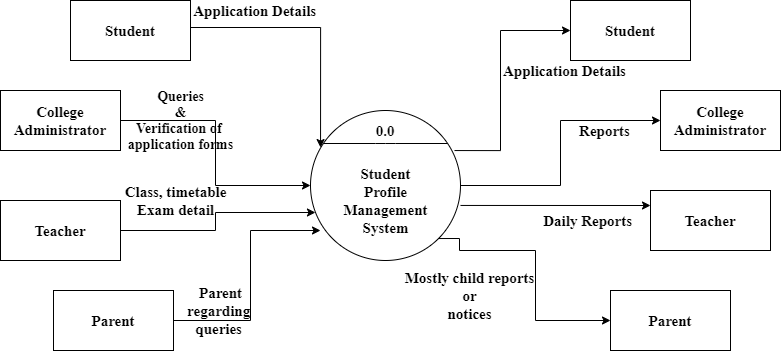 Application Details
Student
Student
Application Details
College
Administrator
Queries
&
Verification of
application forms
0.0
Student
Profile
Management
System
Reports
College
Administrator
Class, timetable
Exam detail
Teacher
Daily Reports
Teacher
Parent
regarding
queries
Parent
Mostly child reports
or
notices
Parent